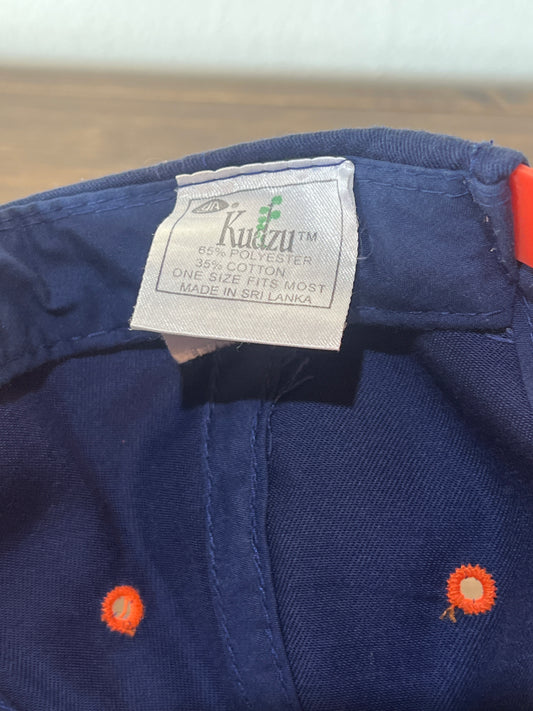 Kudzu™
65% POLYESTER
35% COTTON
ONE SIZE FITS MOST
MADE IN SRI LANKA